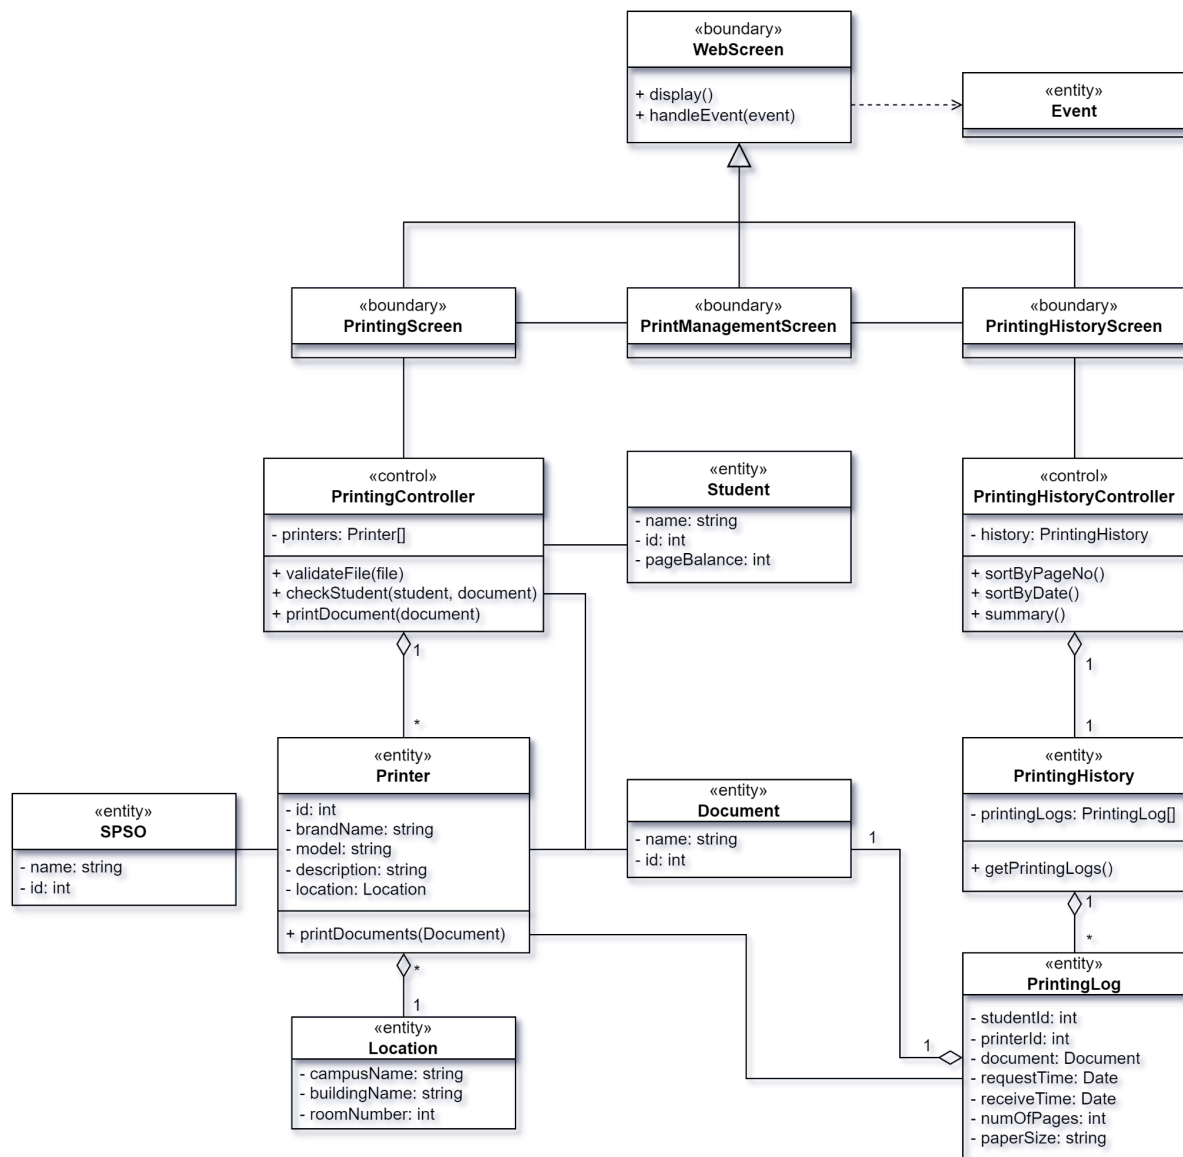 «boundary»
WebScreen
+ display()
+ handleEvent(event)
«entity»
Event
«boundary»
PrintingScreen
«boundary»
PrintManagementScreen
«boundary»
PrintingHistoryScreen
«control»
PrintingController
- printers: Printer[]
+ validateFile(file)
+ checkStudent(student, document)
+ printDocument(document)
1
*
«entity»
Student
- name: string
- id: int
- pageBalance: int
«control»
PrintingHistoryController
- history: PrintingHistory
+ sortByPageNo()
+ sortByDate()
+ summary()
1
1
«entity»
SPSO
- name: string
- id: int
«entity»
Printer
- id: int
- brandName: string
- model: string
- description: string
- location: Location
+ printDocuments(Document)
*
1
«entity»
Document
- name: string
- id: int
1
1
«entity»
PrintingHistory
- printingLogs: PrintingLog[]
+ getPrintingLogs()
1
*
«entity»
Location
- campusName: string
- buildingName: string
- roomNumber: int
«entity»
PrintingLog
- studentId: int
- printerId: int
- document: Document
- requestTime: Date
- receiveTime: Date
- numOfPages: int
- paperSize: string